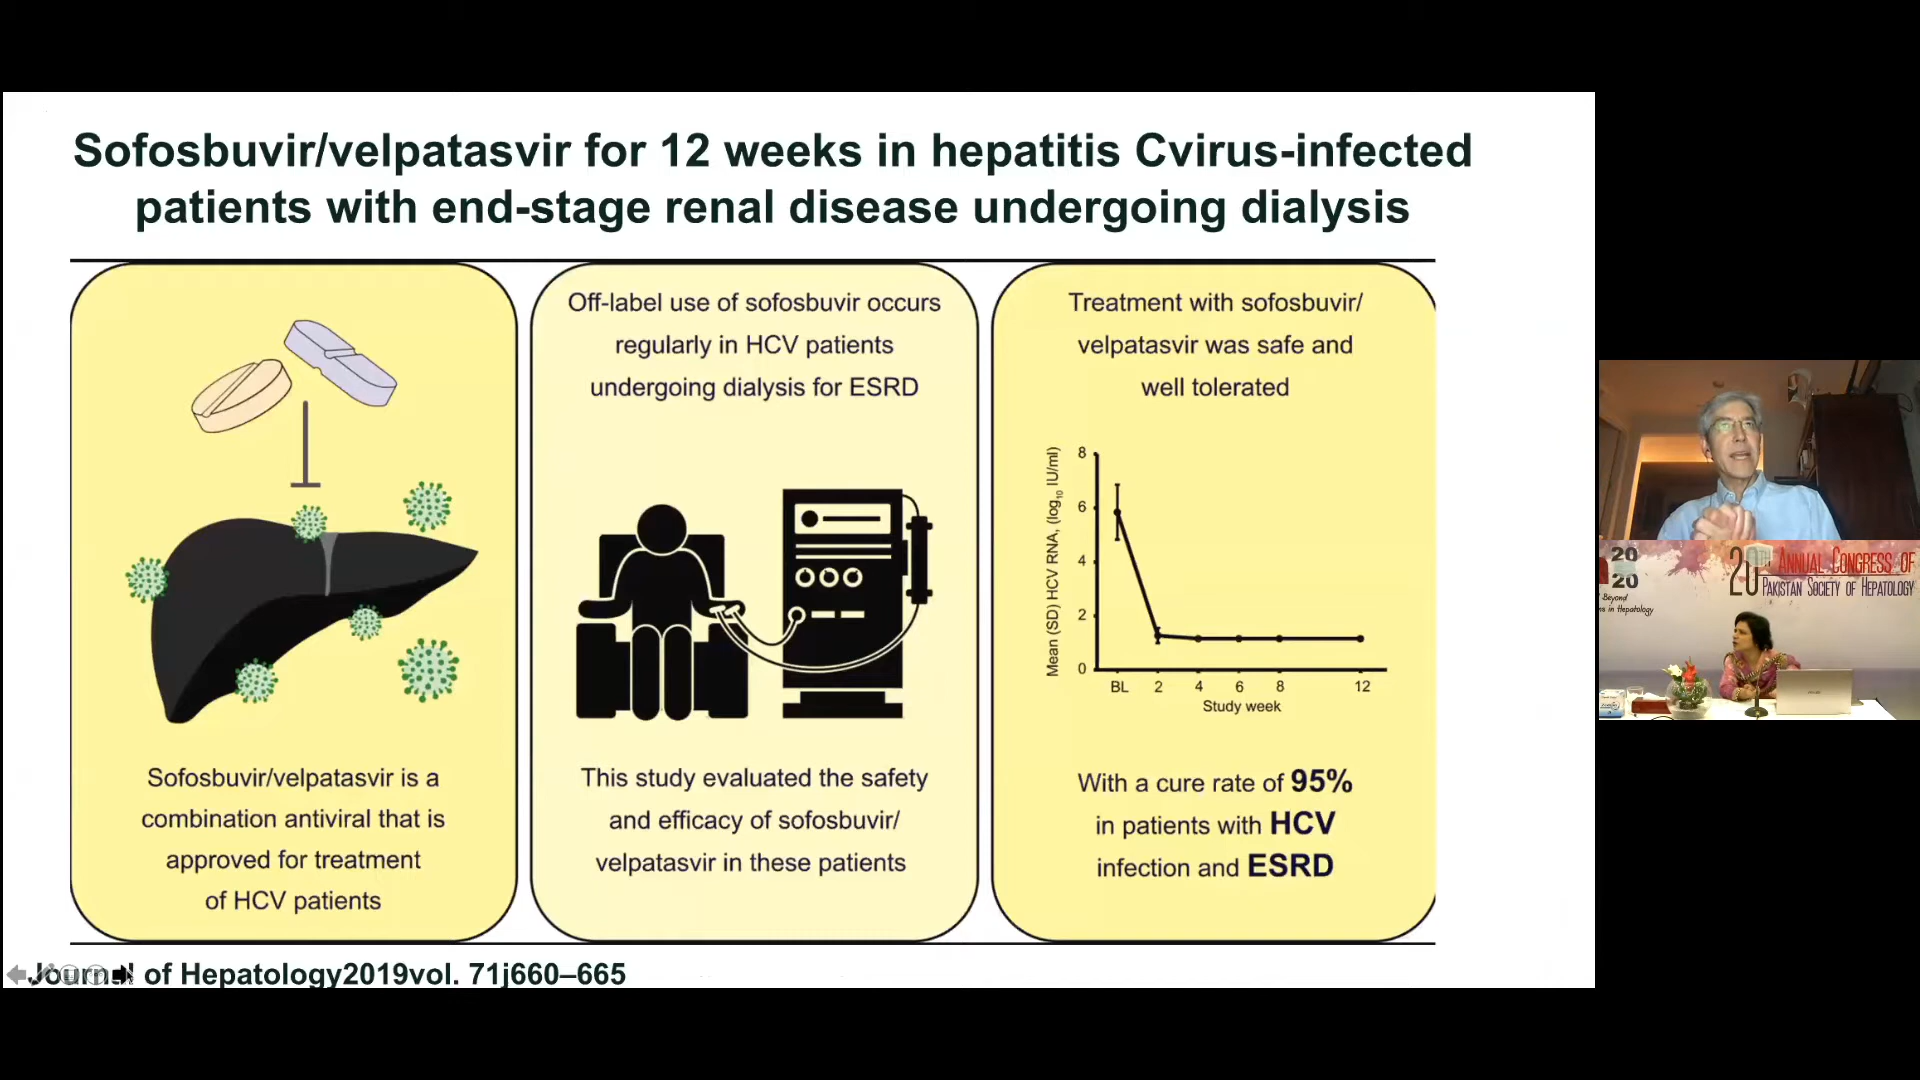 Sofosbuvir/velpatasvir for 12 weeks in hepatitis Cvirus-infected
patients with end-stage renal disease undergoing dialysis
Sofosbuvir/velpatasvir is a
combination antiviral that is
approved for treatment
of HCV patients
Off-label use of sofosbuvir occurs
regularly in HCV patients
undergoing dialysis for ESRD
This study evaluated the safety
and efficacy of sofosbuvir/
velpatasvir in these patients
Treatment with sofosbuvir/
velpatasvir was safe and
well tolerated
Mean (SD) HCV RNA, (log10 IU/ml)
8
6
4
2
0
BL 2 4 6 8 12
Study week
With a cure rate of 95%
in patients with HCV
infection and ESRD
Journal of Hepatology2019vol. 71j660–665
20
20
Beyond
in Hepatology
20TH ANNUAL CONGRESS OF
PAKISTAN SOCIETY OF HEPATOLOGY